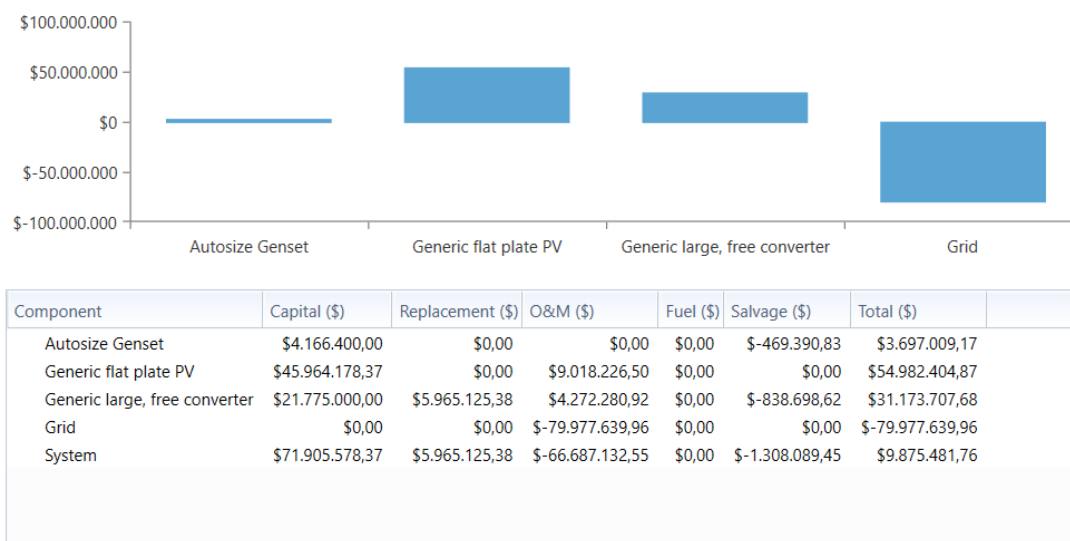 $100.000.000
$50.000.000
$0
$-50.000.000
$-100.000.000
Autosize Genset Generic flat plate PV Generic large, free converter Grid
Component Capital ($) Replacement ($) O&M ($) Fuel ($) Salvage ($) Total ($)
Autosize Genset $4.166.400,00 $0,00 $0,00 $0,00 $-469.390,83 $3.697.009,17
Generic flat plate PV $45.964.178,37 $0,00 $9.018.226,50 $0,00 $0,00 $54.982.404,87
Generic large, free converter $21.775.000,00 $5.965.125,38 $4.272.280,92 $0,00 $-838.698,62 $31.173.707,68
Grid $0,00 $0,00 $-79.977.639,96 $0,00 $0,00 $-79.977.639,96
System $71.905.578,37 $5.965.125,38 $-66.687.132,55 $0,00 $-1.308.089,45 $9.875.481,76